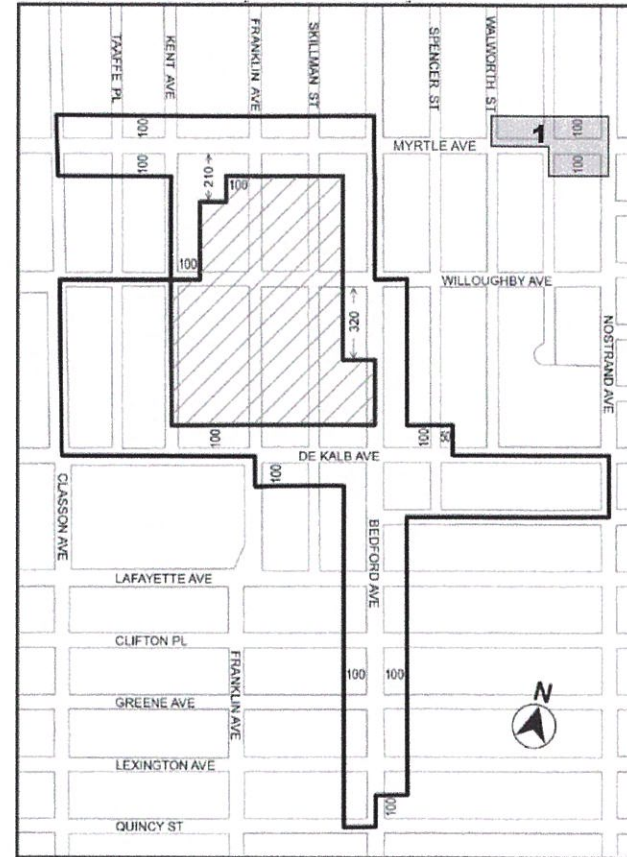 TAAFFE PL
KENT AVE
FRANKLIN AVE
SKILLMAN ST
SPENCER ST
WALWORTH ST
100
100
1
100
100
MYRTLE AVE
210
100
100
WILLOUGHBY AVE
320
NOSTRAND AVE
100
100
50
DE KALB AVE
100
CLASSON AVE
BEDFORD AVE
LAFAYETTE AVE
CLIFTON PL
FRANKLIN AVE
100
100
GREENE AVE
N
LEXINGTON AVE
100
QUINCY ST